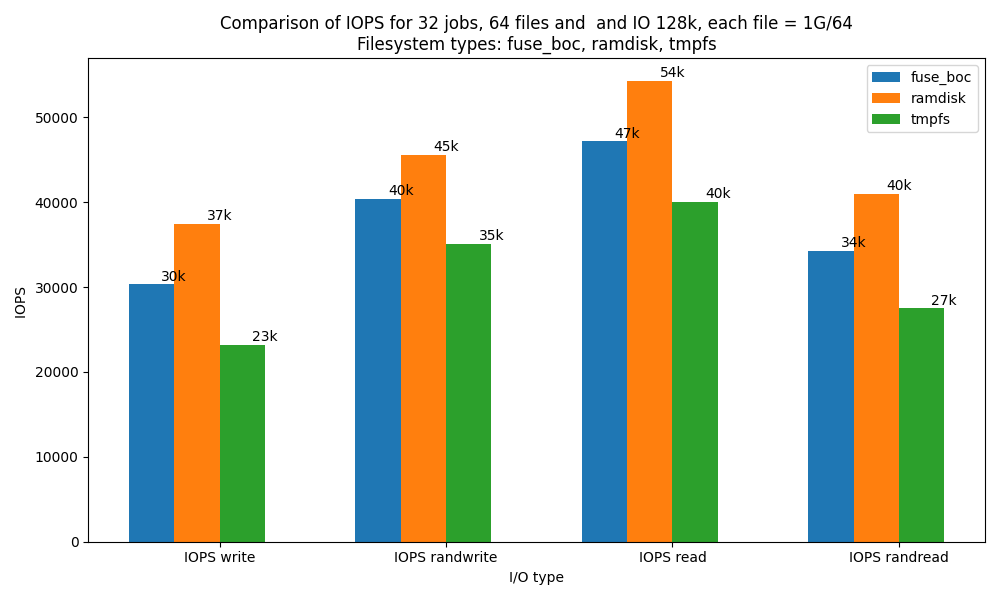 Comparison of IOPS for 32 jobs, 64 files and  and IO 128k, each file = 1G/64
Filesystem types: fuse_boc, ramdisk, tmpfs
fuse_boc
ramdisk
tmpfs
IOPS
50000
40000
30000
20000
10000
0
30k
37k
23k
40k
45k
35k
47k
54k
40k
34k
40k
27k
IOPS write
IOPS randwrite
IOPS read
IOPS randread
I/O type